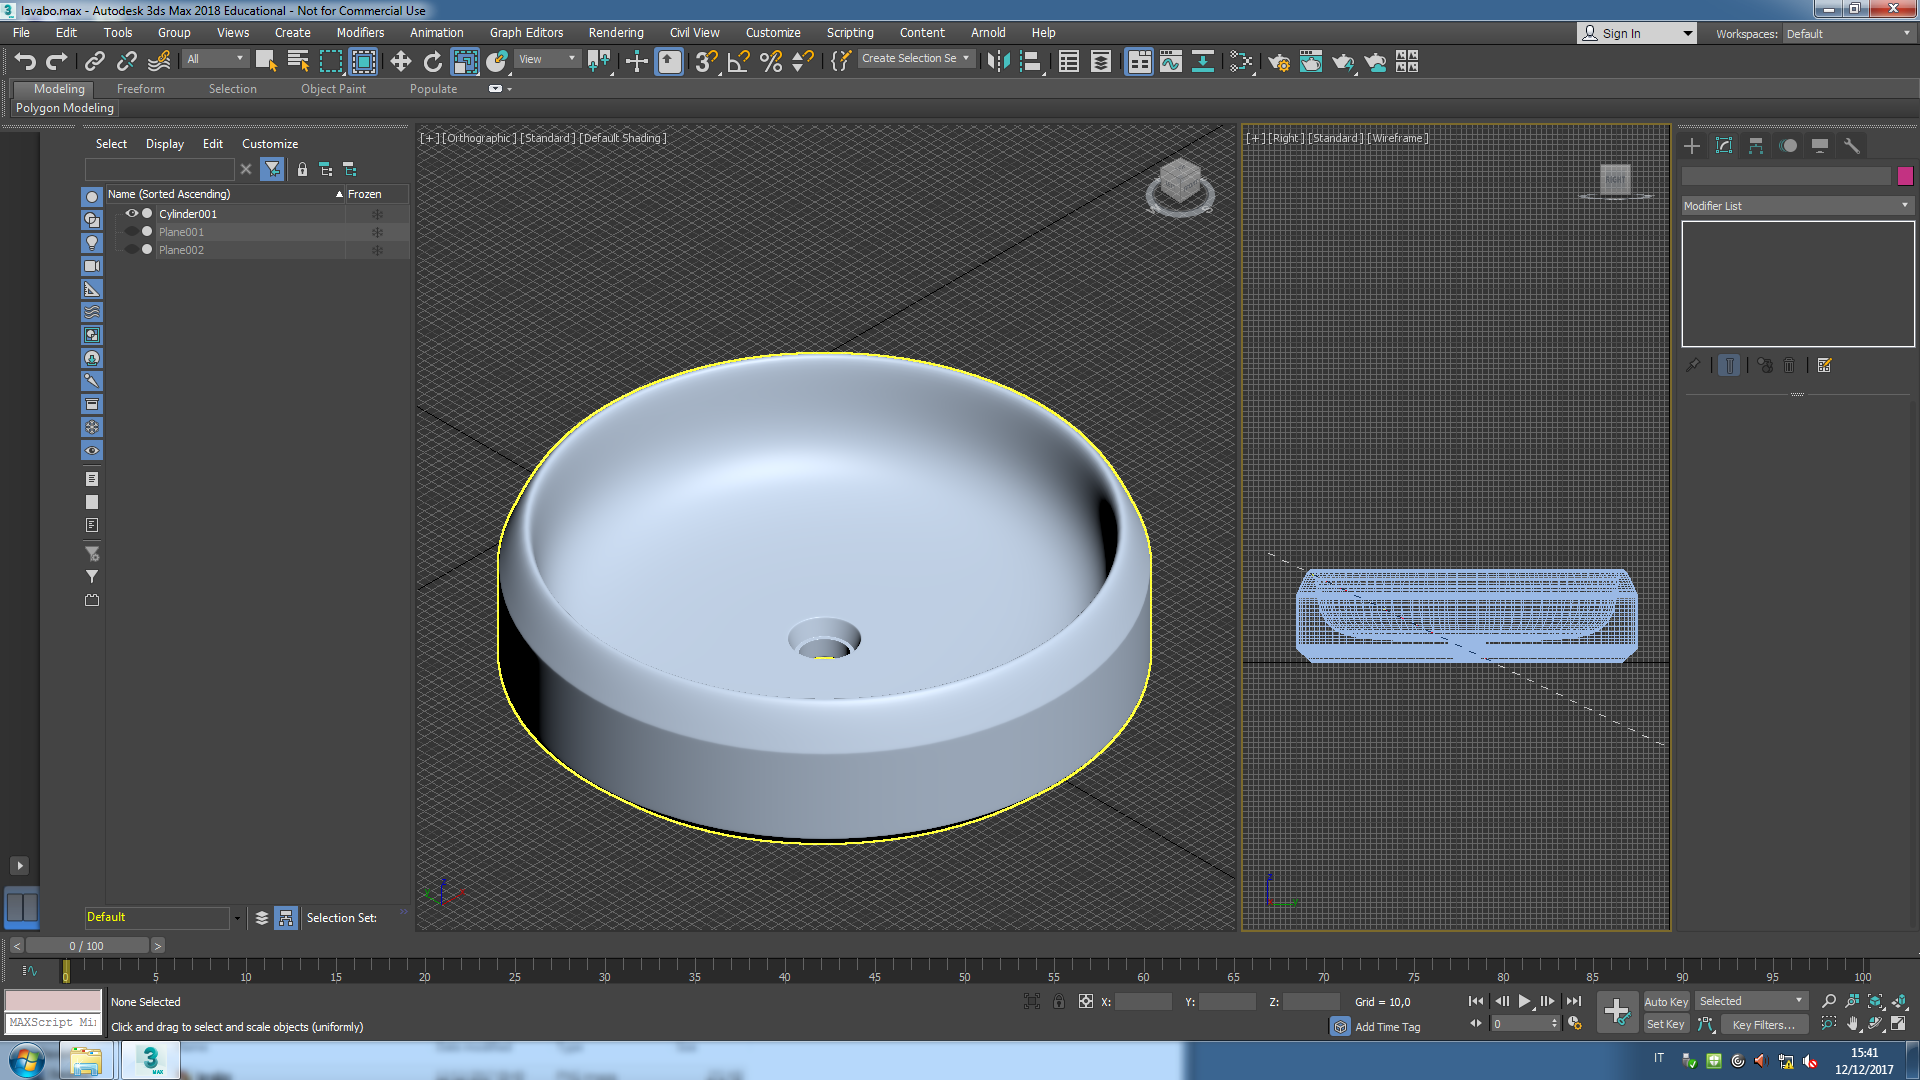 lavabo.max - Autodesk 3ds Max 2018 Educational - Not for Commercial Use
File Edit Tools Group Views Create Modifiers Animation Graph Editors Rendering Civil View Customize Scripting Content Arnold Help
Sign In Workspaces: Default
All View Create Selection Se
Modeling Freeform Selection Object Paint Populate
Polygon Modeling
Select Display Edit Customize
Name (Sorted Ascending) Frozen
Cylinder001
Plane001
Plane002
[+] [Orthographic] [Standard] [Default Shading]
[+] [Right] [Standard] [Wireframe]
RIGHT
Modifier List
Default Selection Set:
0 / 100
0 5 10 15 20 25 30 35 40 45 50 55 60 65 70 75 80 85 90 95 100
None Selected X: Y: Z: Grid = 10,0 Auto Key Selected
MAXScript Mi
Click and drag to select and scale objects (uniformly) Add Time Tag 0 Set Key Key Filters...
3 MAX
IT
15:41
12/12/2017